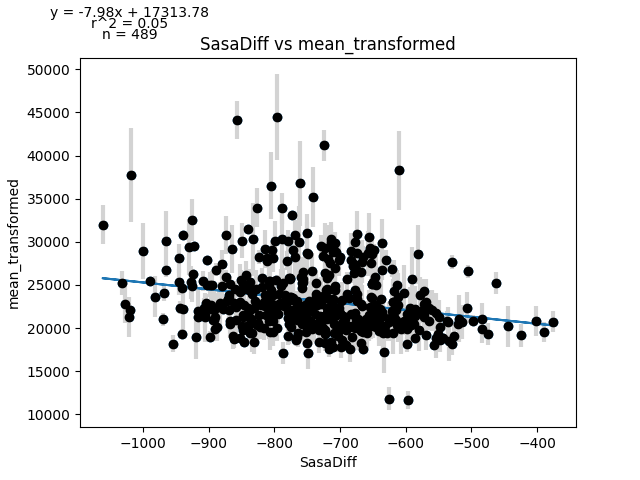 y = -7.98x + 17313.78
r^2 = 0.05
n = 489
SasaDiff vs mean_transformed
50000
45000
40000
35000
30000
25000
20000
15000
10000
mean_transformed
−1000 −900 −800 −700 −600 −500 −400
SasaDiff